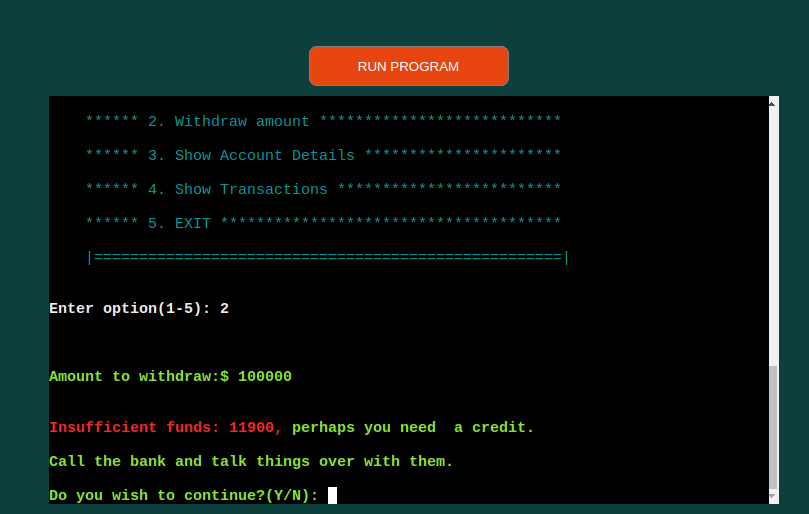 RUN PROGRAM
****** 2. Withdraw amount ***************************
****** 3. Show Account Details **********************
****** 4. Show Transactions *************************
****** 5. EXIT **************************************
|====================================================|
Enter option(1-5): 2
Amount to withdraw:$ 100000
Insufficient funds: 11900, perhaps you need  a credit.
Call the bank and talk things over with them.
Do you wish to continue?(Y/N):